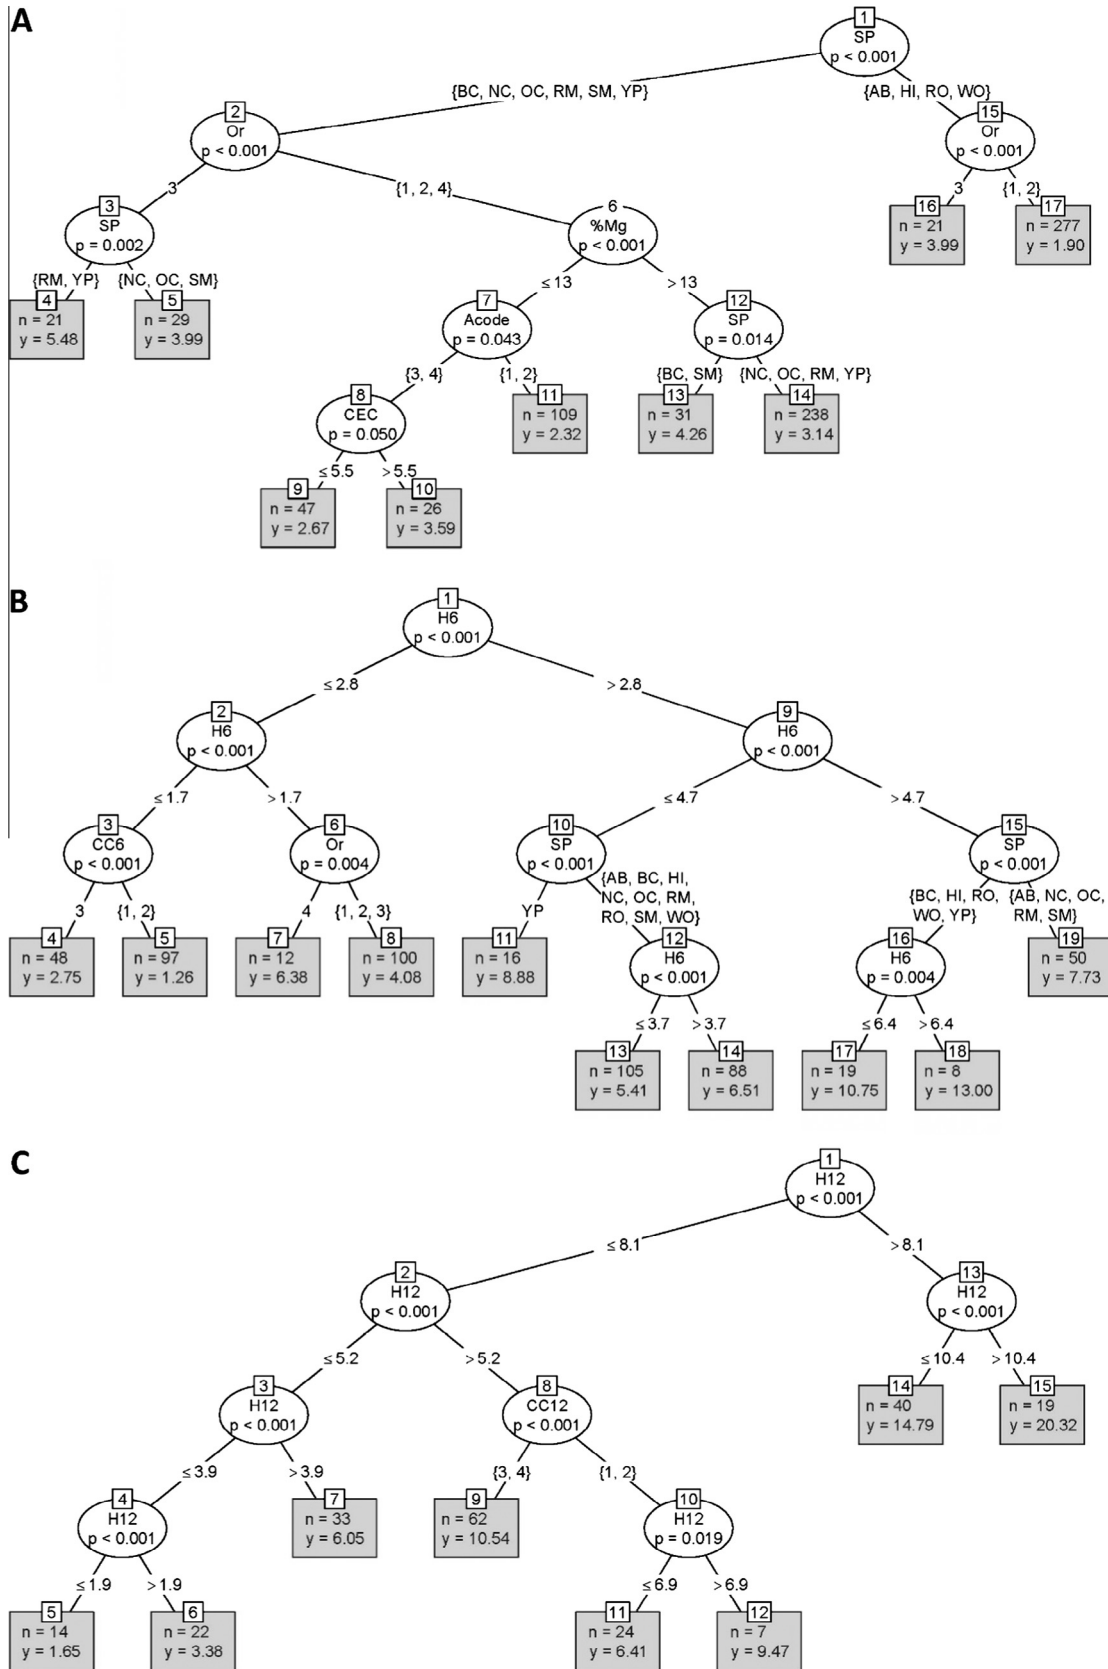 A
1
SP
p < 0.001
{BC, NC, OC, RM, SM, YP}
{AB, HI, RO, WO}
2
Or
p < 0.001
15
Or
p < 0.001
3
{1, 2, 4}
3
{1, 2}
3
SP
p = 0.002
6
%Mg
p < 0.001
16
n = 21
y = 3.99
17
n = 277
y = 1.90
{RM, YP}
{NC, OC, SM}
≤ 13
> 13
4
n = 21
y = 5.48
5
n = 29
y = 3.99
7
Acode
p = 0.043
12
SP
p = 0.014
{3, 4}
{1, 2}
{BC, SM}
{NC, OC, RM, YP}
8
CEC
p = 0.050
11
n = 109
y = 2.32
13
n = 31
y = 4.26
14
n = 238
y = 3.14
≤ 5.5
> 5.5
9
n = 47
y = 2.67
10
n = 26
y = 3.59
B
1
H6
p < 0.001
≤ 2.8
> 2.8
2
H6
p < 0.001
9
H6
p < 0.001
≤ 1.7
> 1.7
≤ 4.7
> 4.7
3
CC6
p < 0.001
6
Or
p = 0.004
10
SP
p < 0.001
15
SP
p < 0.001
3
{1, 2}
4
{1, 2, 3}
YP
{AB, BC, HI,
NC, OC, RM,
RO, SM, WO}
{BC, HI, RO,
WO, YP}
{AB, NC, OC,
RM, SM}
4
n = 48
y = 2.75
5
n = 97
y = 1.26
7
n = 12
y = 6.38
8
n = 100
y = 4.08
11
n = 16
y = 8.88
12
H6
p < 0.001
16
H6
p = 0.004
19
n = 50
y = 7.73
≤ 3.7
> 3.7
≤ 6.4
> 6.4
13
n = 105
y = 5.41
14
n = 88
y = 6.51
17
n = 19
y = 10.75
18
n = 8
y = 13.00
C
1
H12
p < 0.001
≤ 8.1
> 8.1
2
H12
p < 0.001
13
H12
p < 0.001
≤ 5.2
> 5.2
≤ 10.4
> 10.4
3
H12
p < 0.001
8
CC12
p < 0.001
14
n = 40
y = 14.79
15
n = 19
y = 20.32
≤ 3.9
> 3.9
{3, 4}
{1, 2}
4
H12
p < 0.001
7
n = 33
y = 6.05
9
n = 62
y = 10.54
10
H12
p = 0.019
≤ 1.9
> 1.9
≤ 6.9
> 6.9
5
n = 14
y = 1.65
6
n = 22
y = 3.38
11
n = 24
y = 6.41
12
n = 7
y = 9.47